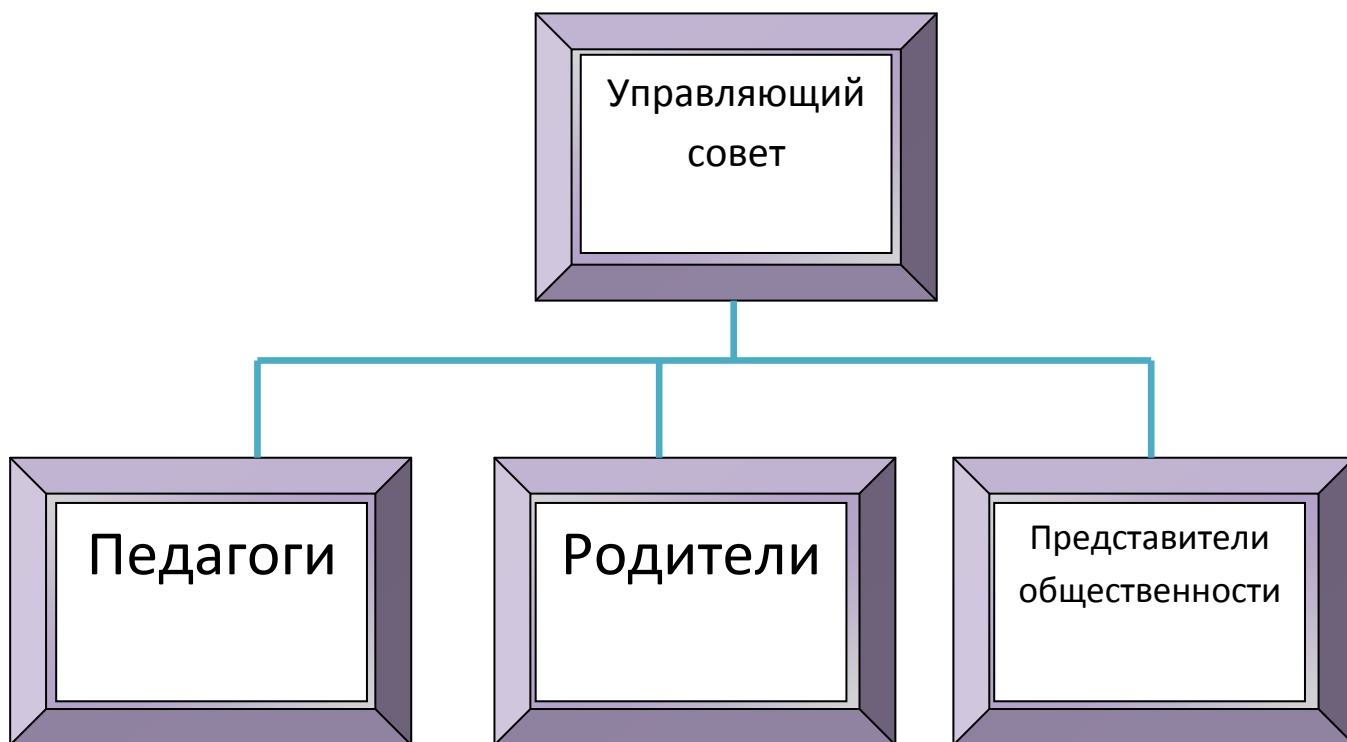 Управляющий
совет
Педагоги
Родители
Представители
общественности